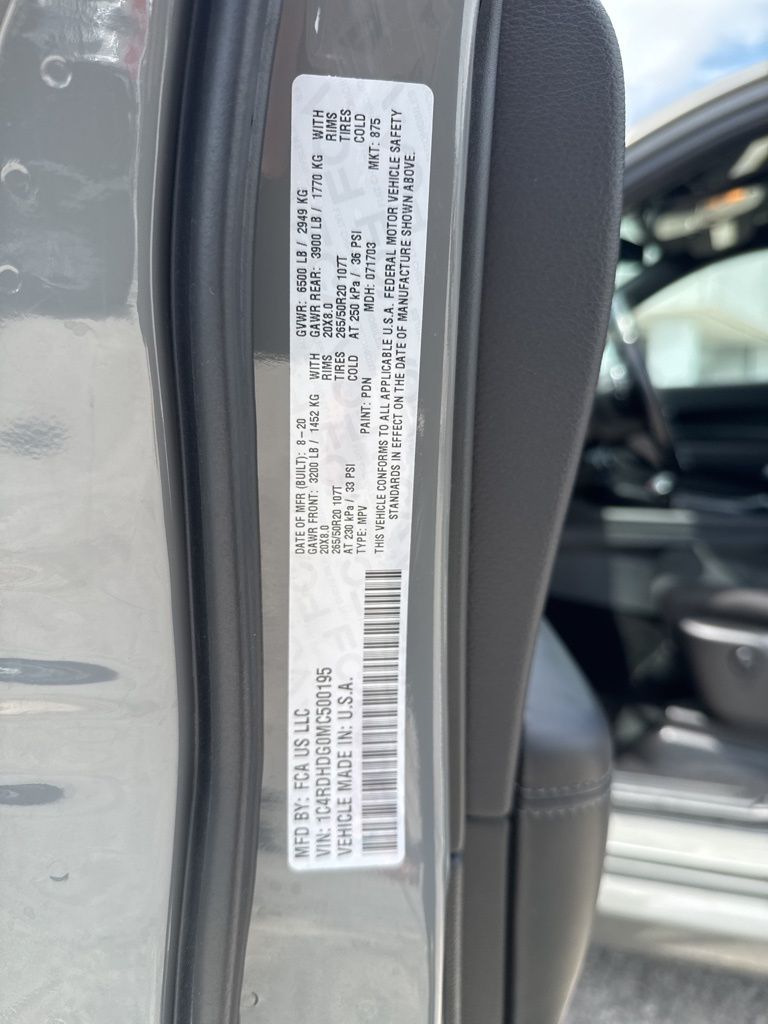 MFD BY: FCA US LLC
VIN: 1C4RDHDG0MC500195
VEHICLE MADE IN: U.S.A.
DATE OF MFR (BUILT): 8-20
GAWR FRONT: 3200 LB / 1452 KG WITH
20X8.0 RIMS
265/50R20 107T TIRES
AT 230 kPa / 33 PSI COLD
TYPE: MPV PAINT: PDN
GVWR: 6500 LB / 2949 KG
GAWR REAR: 3900 LB / 1770 KG WITH
20X8.0 RIMS
265/50R20 107T TIRES
AT 250 kPa / 36 PSI COLD
MDH: 071703 MKT: 875
THIS VEHICLE CONFORMS TO ALL APPLICABLE U.S.A. FEDERAL MOTOR VEHICLE SAFETY
STANDARDS IN EFFECT ON THE DATE OF MANUFACTURE SHOWN ABOVE.